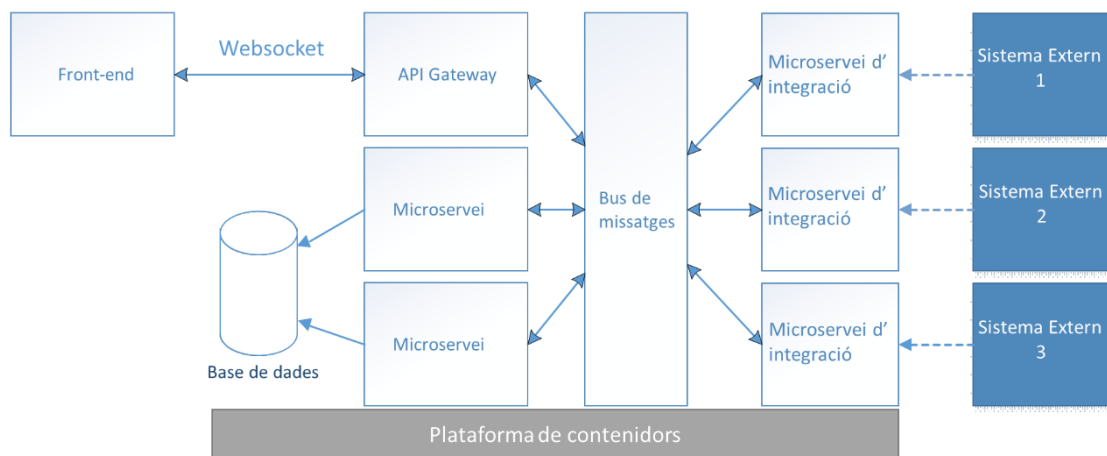 Websocket
Front-end
API Gateway
Microservei d'
integració
Sistema Extern
1
Microservei
Bus de
missatges
Microservei d'
integració
Sistema Extern
2
Microservei
Microservei d'
integració
Sistema Extern
3
Base de dades
Plataforma de contenidors